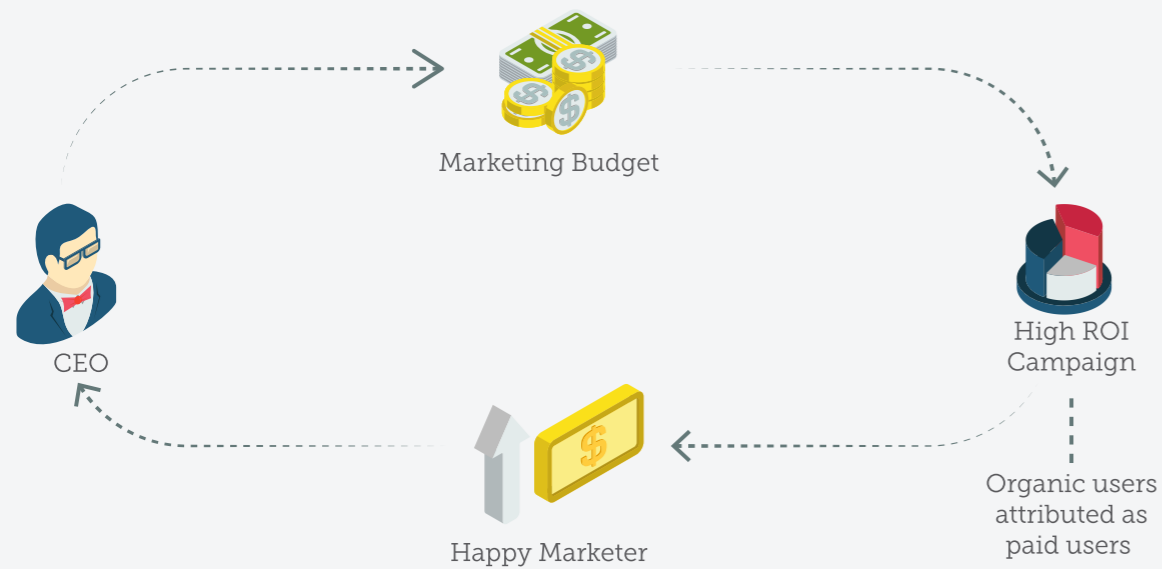 Marketing Budget
CEO
High ROI
Campaign
Happy Marketer
Organic users
attributed as
paid users